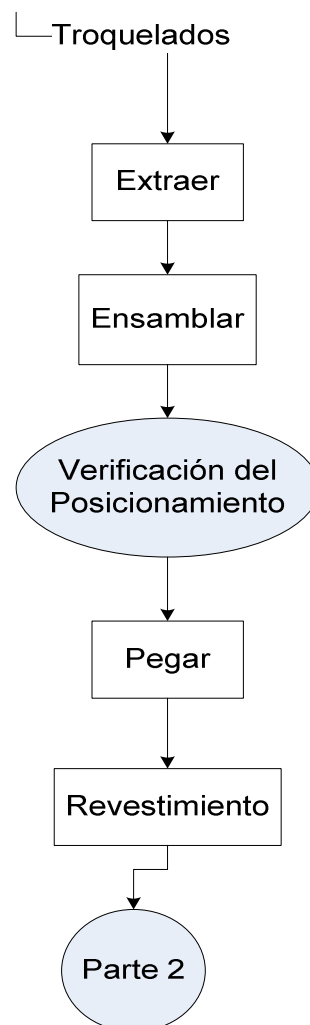 Troquelados
Extraer
Ensamblar
Verificación del
Posicionamiento
Pegar
Revestimiento
Parte 2